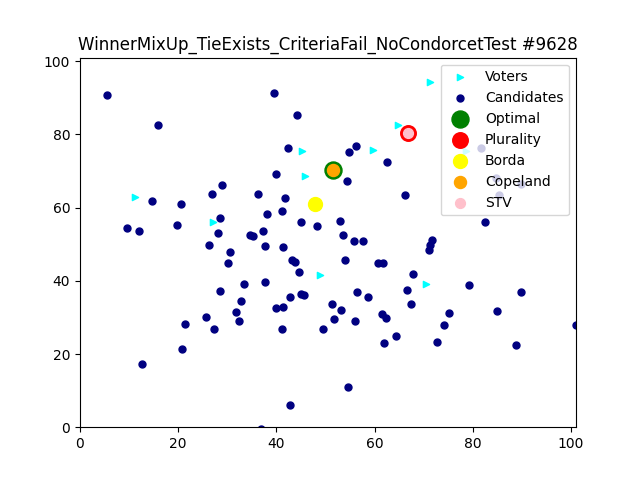 WinnerMixUp_TieExists_CriteriaFail_NoCondorcetTest #9628
100
80
60
40
20
0
0 20 40 60 80 100
Voters
Candidates
Optimal
Plurality
Borda
Copeland
STV